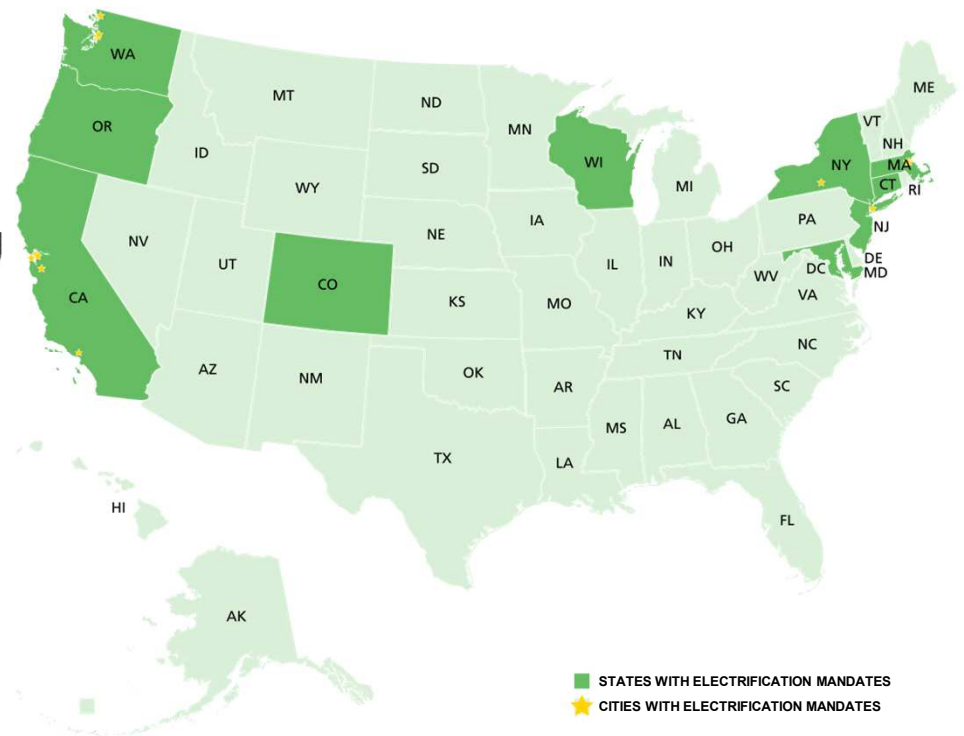 WA
MT
ND
MN
ME
VT
NH
OR
ID
SD
WI
NY
MA
CT
RI
WY
MI
IA
NE
PA
NJ
NV
UT
CO
IL
IN
OH
WV
DC
DE
MD
VA
CA
KS
MO
KY
AZ
NM
OK
AR
TN
NC
SC
MS
AL
GA
TX
LA
FL
HI
AK
STATES WITH ELECTRIFICATION MANDATES
CITIES WITH ELECTRIFICATION MANDATES